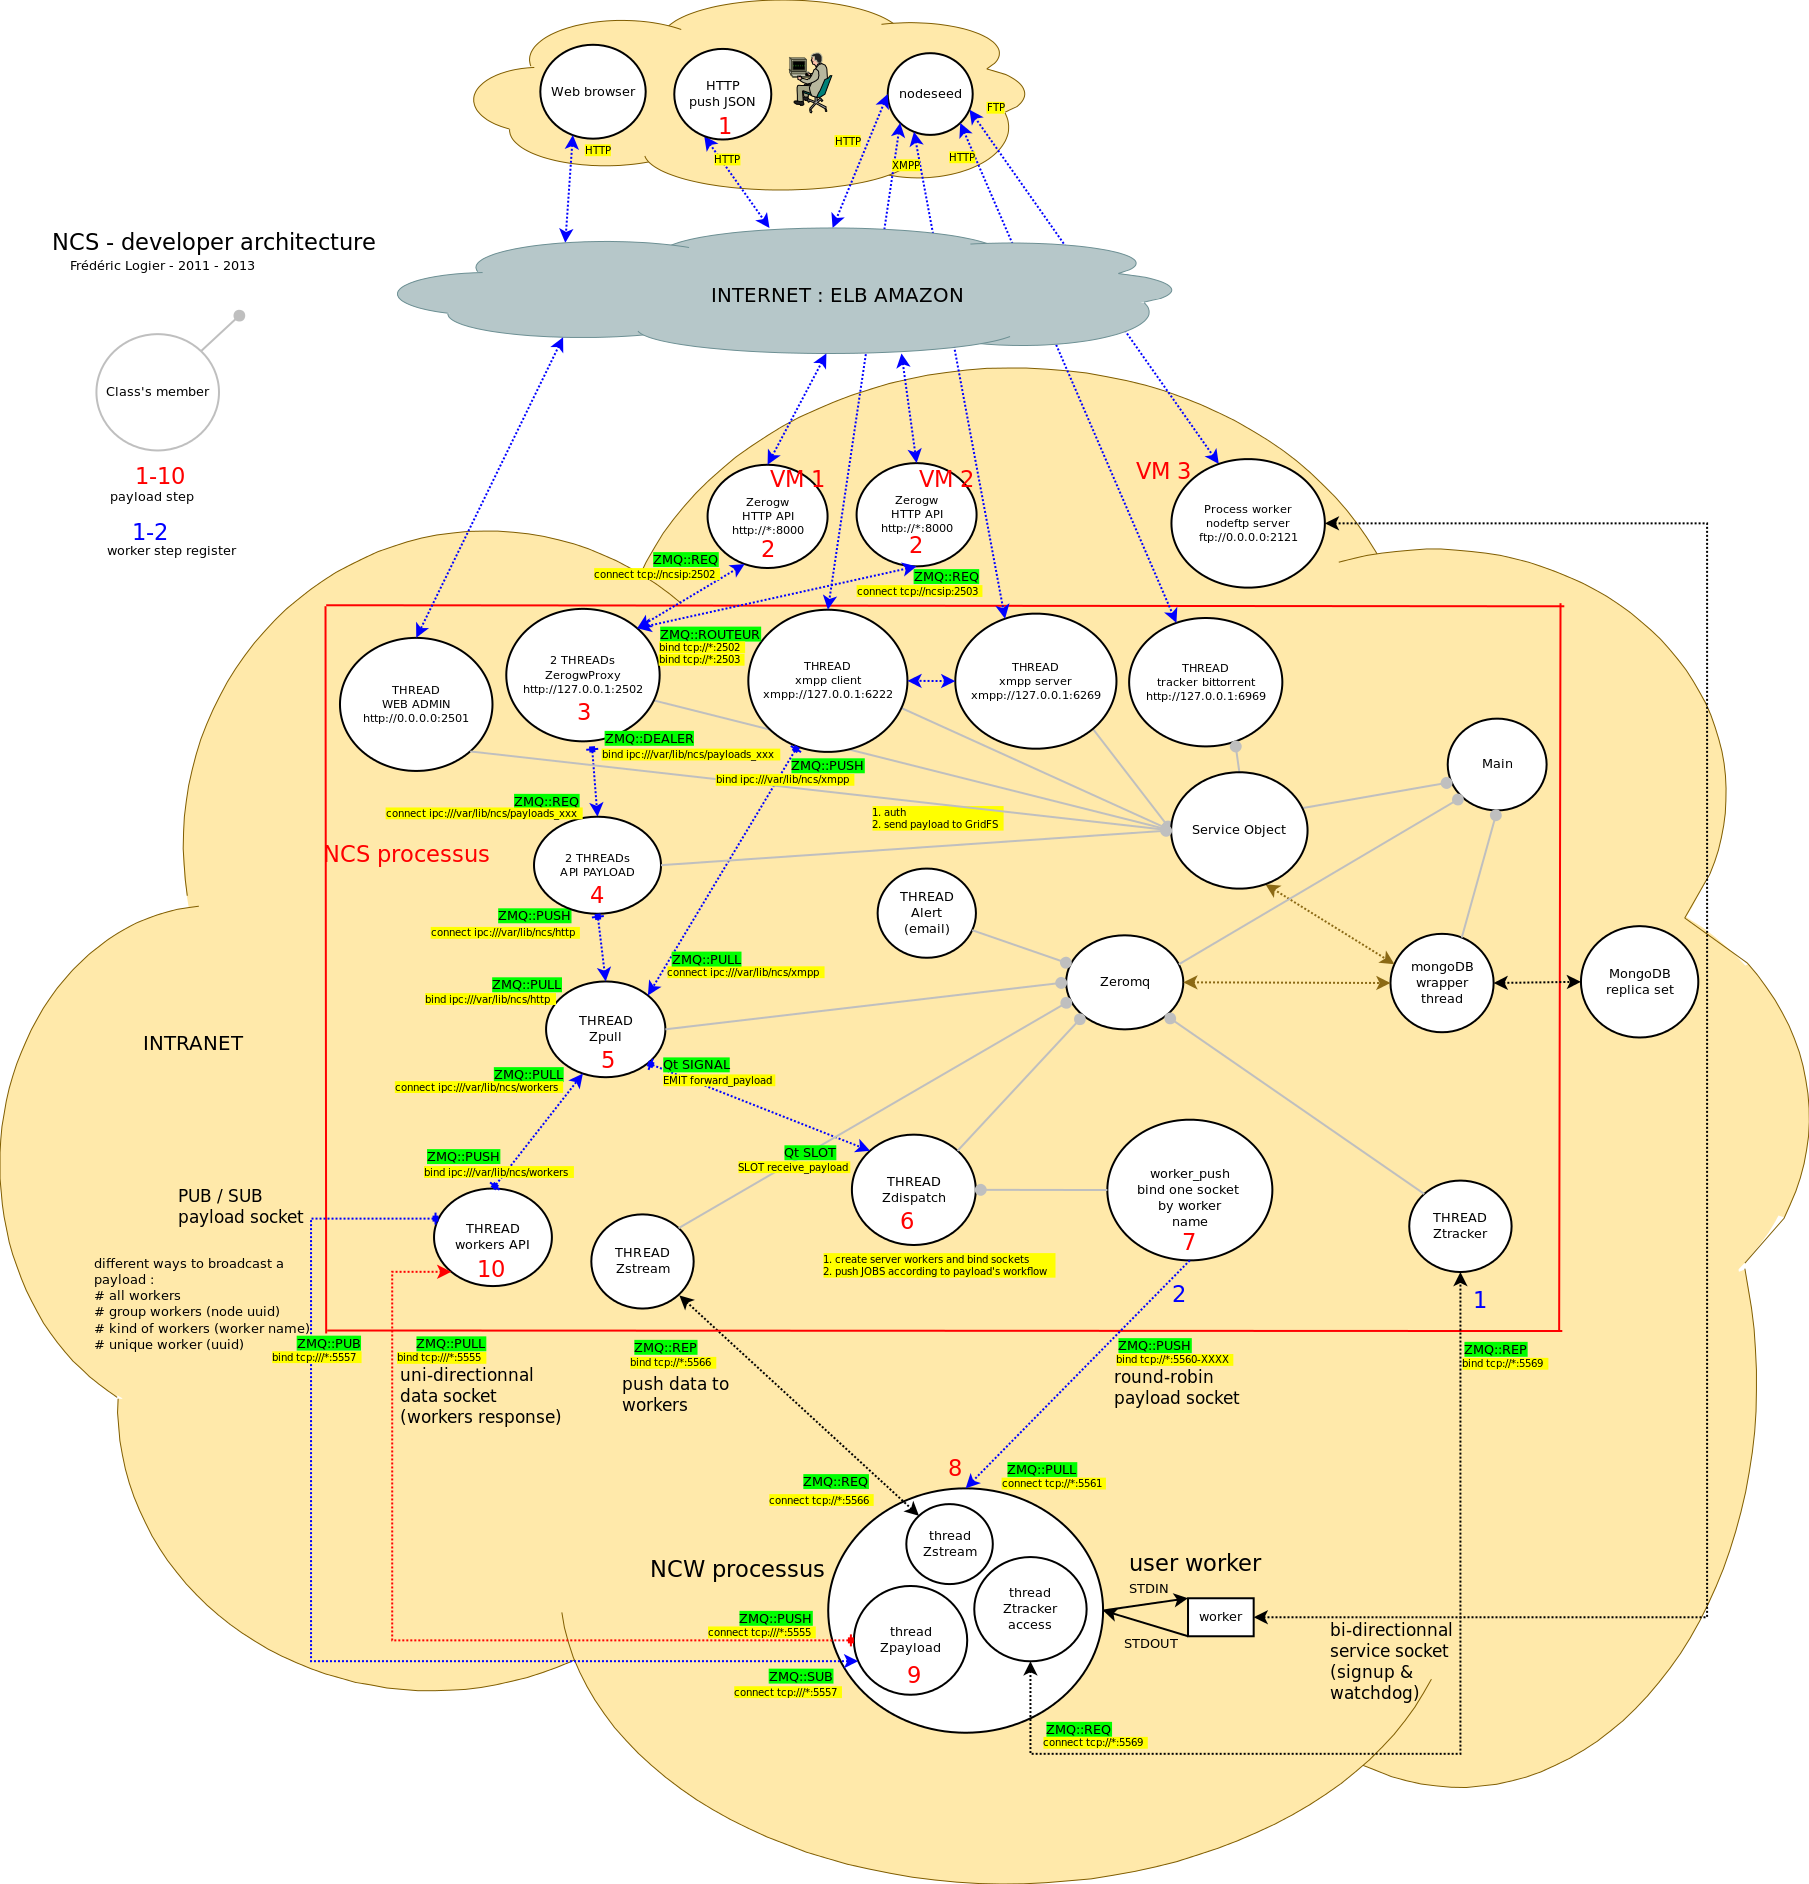 Web browser
HTTP
push JSON
1
nodeseed
FTP
HTTP
HTTP
HTTP
XMPP
HTTP
NCS - developer architecture
Frédéric Logier - 2011 - 2013
INTERNET : ELB AMAZON
Class's member
1-10
payload step
1-2
worker step register
VM 1
Zerogw
HTTP API
http://*:8000
2
VM 2
Zerogw
HTTP API
http://*:8000
2
VM 3
Process worker
nodeftp server
ftp://0.0.0.0:2121
ZMQ::REQ
connect tcp://ncsip:2502
ZMQ::REQ
connect tcp://ncsip:2503
ZMQ::ROUTEUR
bind tcp://*:2502
bind tcp://*:2503
THREAD
WEB ADMIN
http://0.0.0.0:2501
2 THREADs
ZerogwProxy
http://127.0.0.1:2502
3
THREAD
xmpp client
xmpp://127.0.0.1:6222
THREAD
xmpp server
xmpp://127.0.0.1:6269
THREAD
tracker bittorrent
http://127.0.0.1:6969
Main
ZMQ::DEALER
bind ipc:///var/lib/ncs/payloads_xxx
ZMQ::PUSH
bind ipc:///var/lib/ncs/xmpp
ZMQ::REQ
connect ipc:///var/lib/ncs/payloads_xxx
1. auth
2. send payload to GridFS
Service Object
NCS processus
2 THREADs
API PAYLOAD
4
ZMQ::PUSH
connect ipc:///var/lib/ncs/http
THREAD
Alert
(email)
ZMQ::PULL
connect ipc:///var/lib/ncs/xmpp
ZMQ::PULL
bind ipc:///var/lib/ncs/http
Zeromq
mongoDB
wrapper
thread
MongoDB
replica set
INTRANET
THREAD
Zpull
5
Qt SIGNAL
EMIT forward_payload
ZMQ::PULL
connect ipc:///var/lib/ncs/workers
ZMQ::PUSH
bind ipc:///var/lib/ncs/workers
Qt SLOT
SLOT receive_payload
THREAD
Zdispatch
6
worker_push
bind one socket
by worker
name
7
THREAD
Ztracker
PUB / SUB
payload socket
THREAD
workers API
10
THREAD
Zstream
1. create server workers and bind sockets
2. push JOBS according to payload's workflow
2
1
different ways to broadcast a
payload :
# all workers
# group workers (node uuid)
# kind of workers (worker name)
# unique worker (uuid)
ZMQ::PUB
bind tcp:///*:5557
ZMQ::PULL
bind tcp:///*:5555
uni-directionnal
data socket
(workers response)
ZMQ::REP
bind tcp://*:5566
push data to
workers
ZMQ::PUSH
bind tcp://*:5560-XXXX
round-robin
payload socket
ZMQ::REP
bind tcp://*:5569
8
ZMQ::PULL
connect tcp://*:5561
ZMQ::REQ
connect tcp://*:5566
thread
Zstream
NCW processus
user worker
STDIN
worker
STDOUT
thread
Ztracker
access
ZMQ::PUSH
connect tcp:///*:5555
thread
Zpayload
9
ZMQ::SUB
connect tcp:///*:5557
bi-directionnal
service socket
(signup &
watchdog)
ZMQ::REQ
connect tcp://*:5569